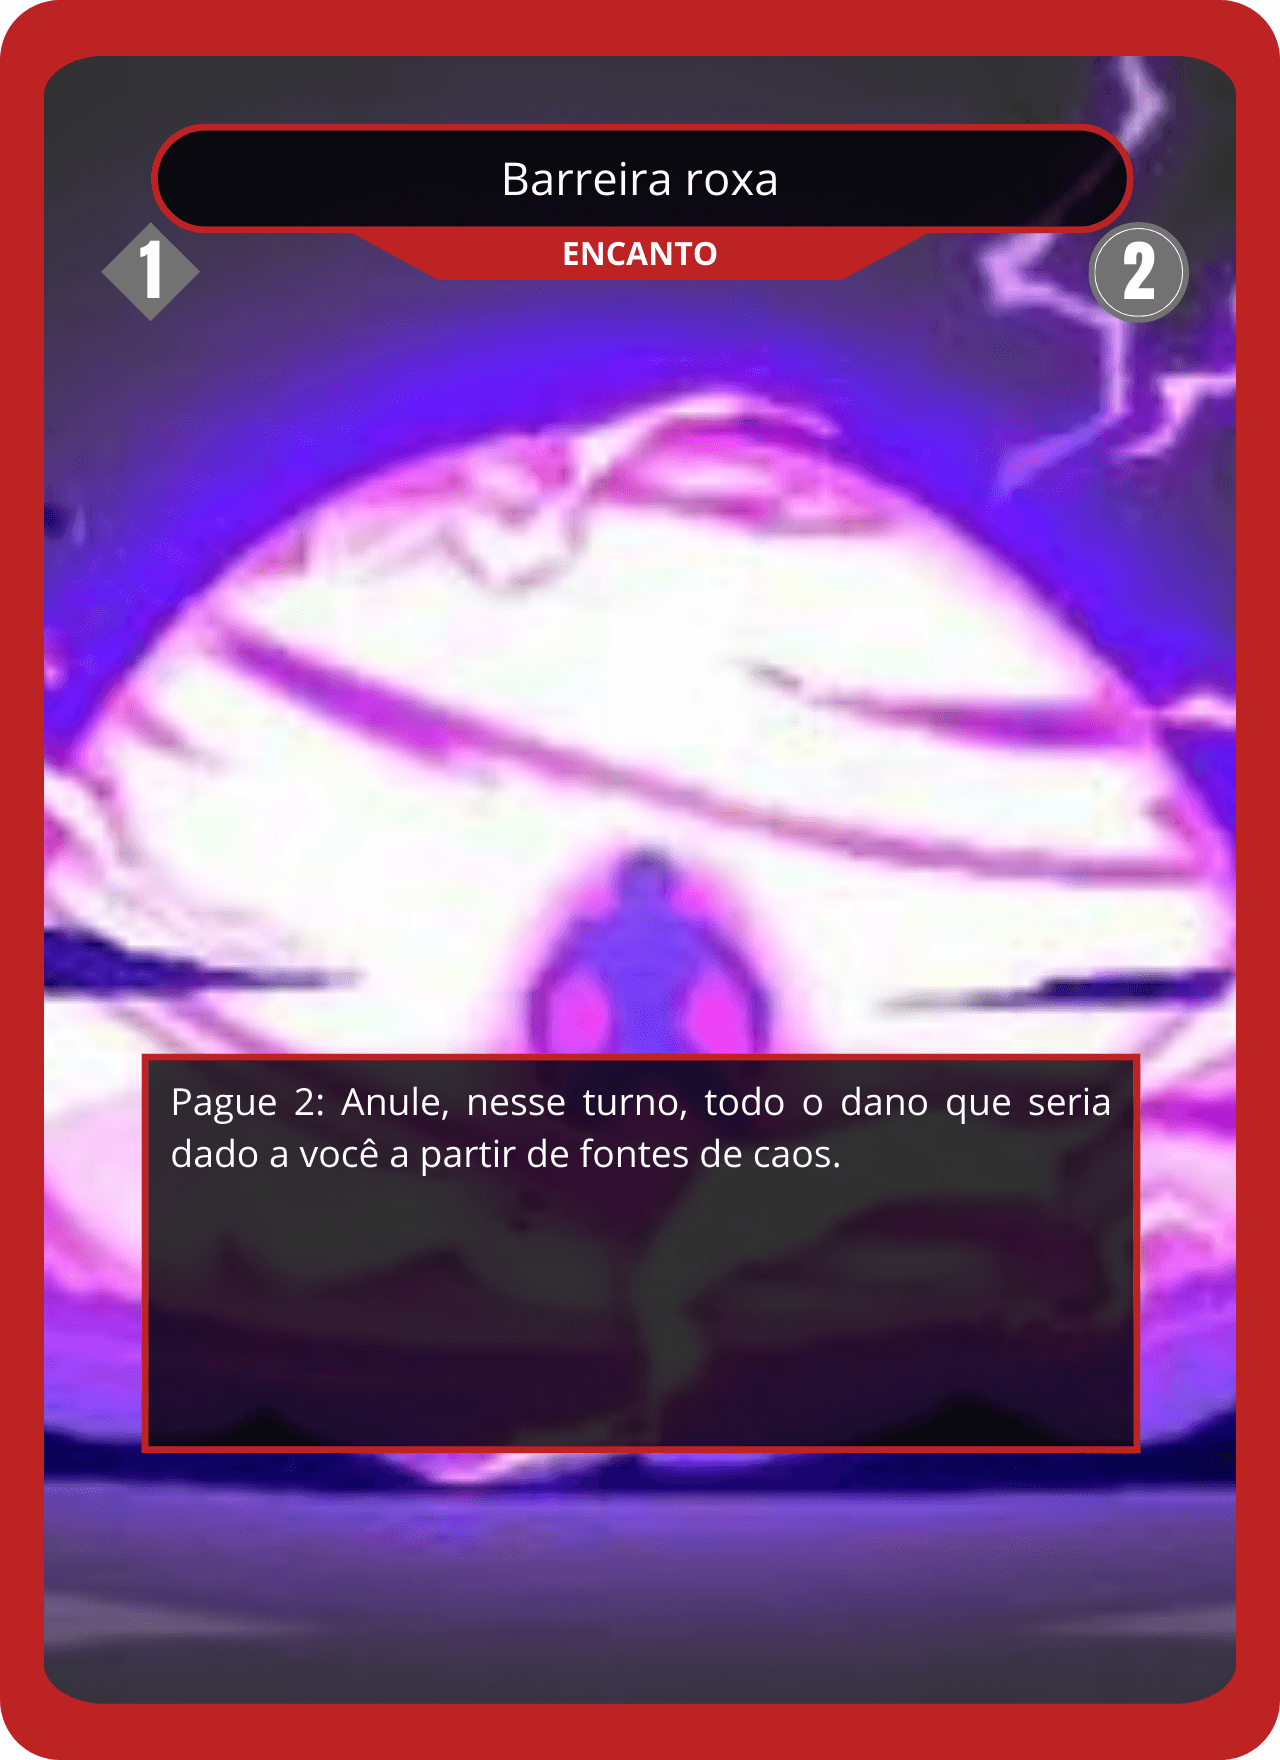 Barreira roxa
ENCANTO
1
2
Pague 2: Anule, nesse turno, todo o dano que seria
dado a você a partir de fontes de caos.